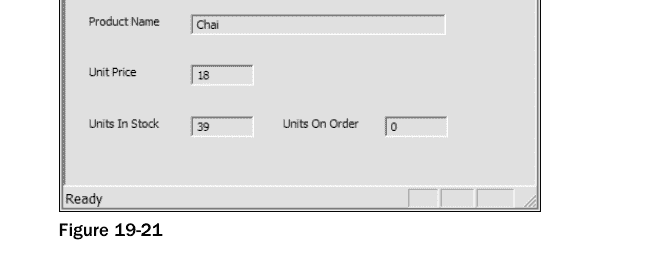 Product Name Chai
Unit Price 18
Units In Stock 39 Units On Order 0
Ready
Figure 19-21